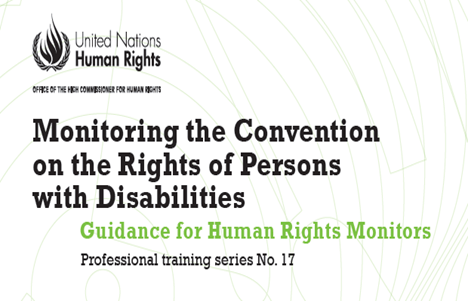 United Nations
Human Rights
OFFICE OF THE HIGH COMMISSIONER FOR HUMAN RIGHTS
Monitoring the Convention
on the Rights of Persons
with Disabilities
Guidance for Human Rights Monitors
Professional training series No. 17